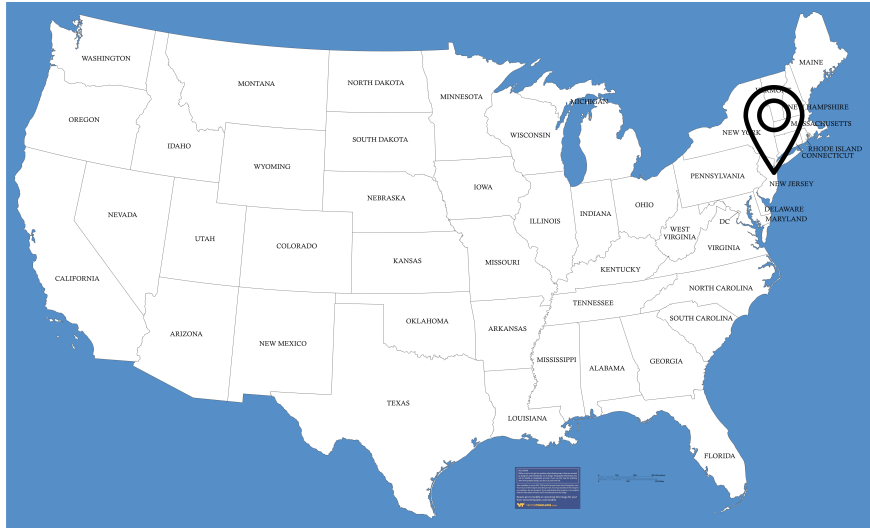 WASHINGTON
MAINE
MONTANA
NORTH DAKOTA
MINNESOTA
MICHIGAN
NEW HAMPSHIRE
OREGON
MASSACHUSETTS
WISCONSIN
NEW YORK
IDAHO
SOUTH DAKOTA
RHODE ISLAND
CONNECTICUT
WYOMING
PENNSYLVANIA
NEW JERSEY
IOWA
NEBRASKA
OHIO
DELAWARE
NEVADA
ILLINOIS
INDIANA
MARYLAND
DC
WEST
VIRGINIA
UTAH
COLORADO
VIRGINIA
KANSAS
MISSOURI
KENTUCKY
CALIFORNIA
NORTH CAROLINA
TENNESSEE
SOUTH CAROLINA
OKLAHOMA
ARKANSAS
ARIZONA
NEW MEXICO
MISSISSIPPI
ALABAMA
GEORGIA
TEXAS
LOUISIANA
FLORIDA